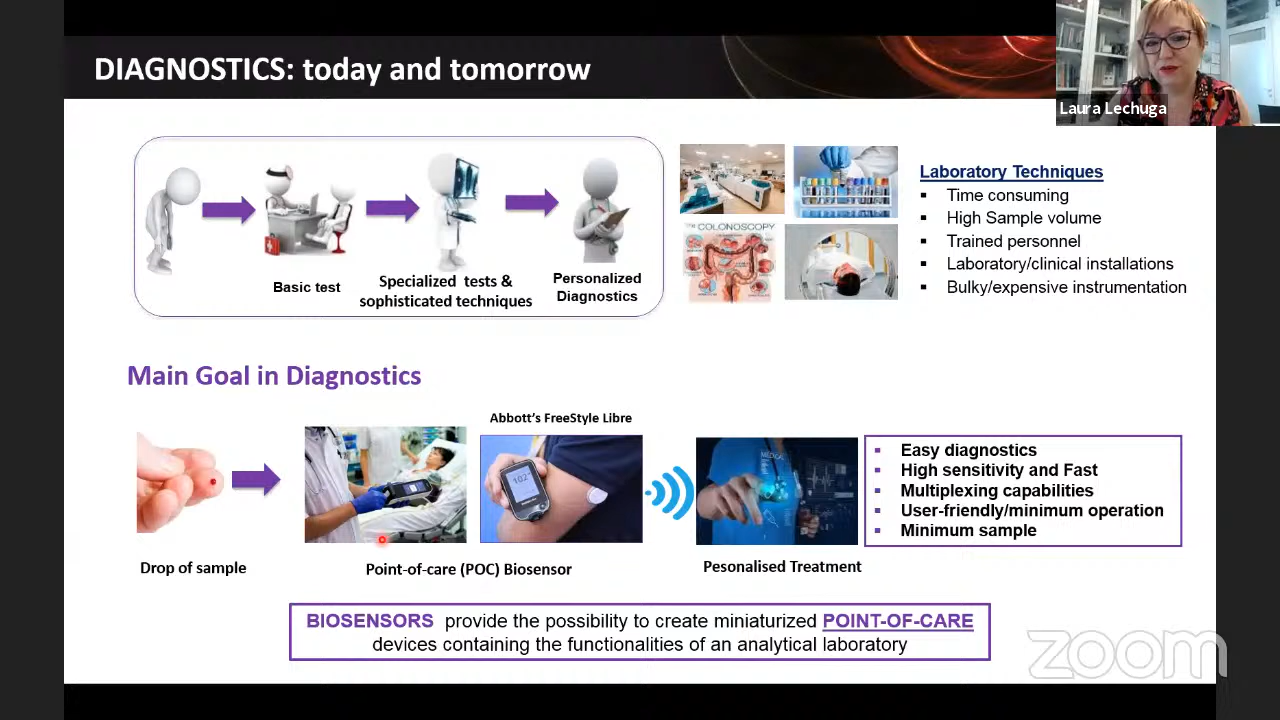 DIAGNOSTICS: today and tomorrow
Laura Lechuga
Basic test
Specialized tests &
sophisticated techniques
Personalized
Diagnostics
COLONOSCOPY
Laboratory Techniques
▪ Time consuming
▪ High Sample volume
▪ Trained personnel
▪ Laboratory/clinical installations
▪ Bulky/expensive instrumentation
Main Goal in Diagnostics
Drop of sample
Abbott's FreeStyle Libre
102
Point-of-care (POC) Biosensor
MEDICAL
Pesonalised Treatment
▪ Easy diagnostics
▪ High sensitivity and Fast
▪ Multiplexing capabilities
▪ User-friendly/minimum operation
▪ Minimum sample
BIOSENSORS provide the possibility to create miniaturized POINT-OF-CARE
devices containing the functionalities of an analytical laboratory
zoom